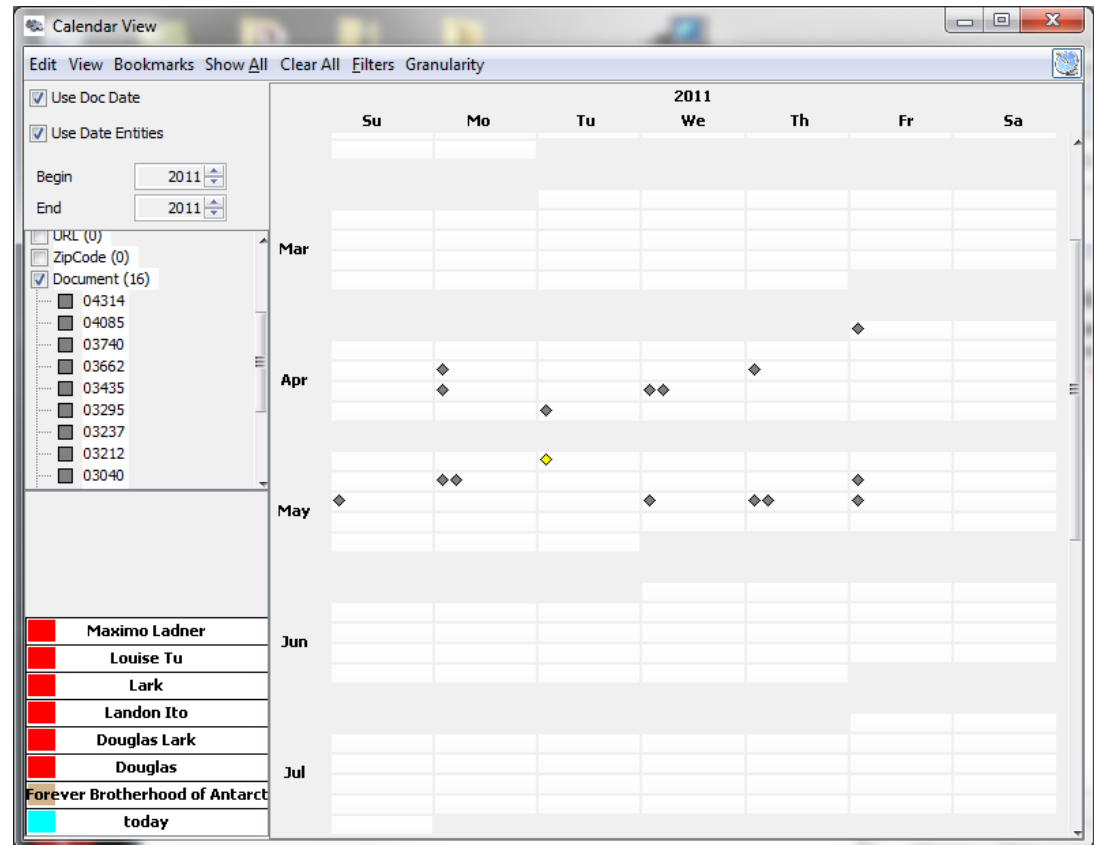 Calendar View
Edit View Bookmarks Show All Clear All Filters Granularity
Use Doc Date
Use Date Entities
Begin 2011
End 2011
URL (0)
ZipCode (0)
Document (16)
04314
04085
03740
03662
03435
03295
03237
03212
03040
Maximo Ladner
Louise Tu
Lark
Landon Ito
Douglas Lark
Douglas
Forever Brotherhood of Antarct
today
2011
Su Mo Tu We Th Fr Sa
Mar
Apr
May
Jun
Jul